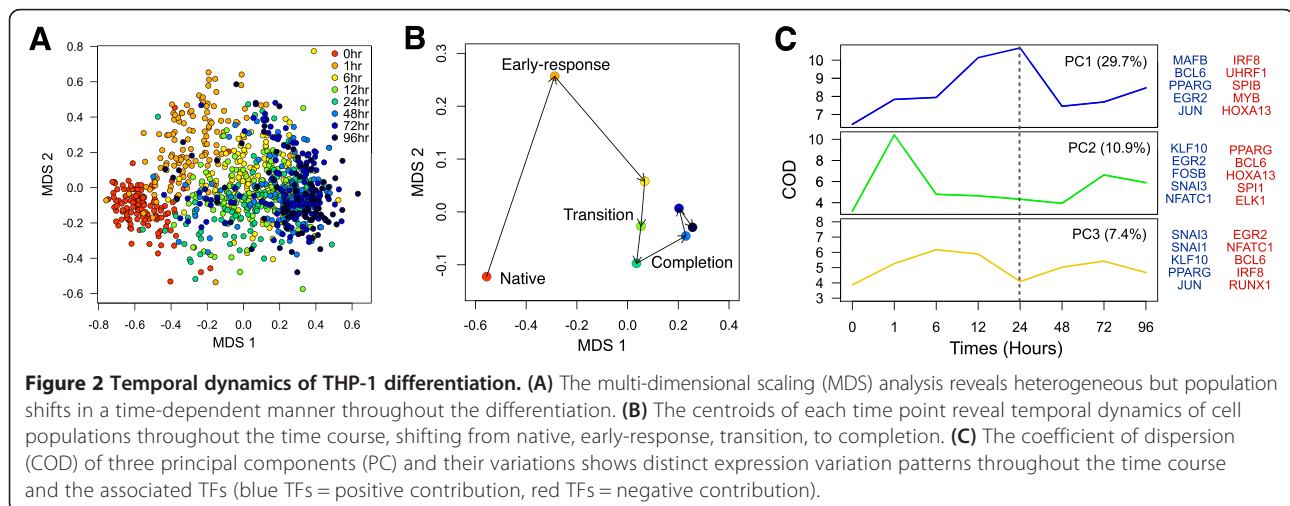 A
B
C
0.8
0.6
0.4
0.2
0.0
-0.2
-0.4
-0.6
MDS 2
-0.8 -0.6 -0.4 -0.2 0.0 0.2 0.4 0.6
MDS 1
0hr
1hr
6hr
12hr
24hr
48hr
72hr
96hr
0.3
0.2
0.1
0.0
-0.1
MDS 2
-0.6 -0.4 -0.2 0.0 0.2 0.4
MDS 1
Early-response
Transition
Completion
Native
10
9
8
7
PC1 (29.7%)
10
8
6
4
PC2 (10.9%)
8
7
6
5
4
3
PC3 (7.4%)
COD
0 1 6 12 24 48 72 96
Times (Hours)
MAFB IRF8
BCL6 UHRF1
PPARG SPIB
EGR2 MYB
JUN HOXA13
KLF10 PPARG
EGR2 BCL6
FOSB HOXA13
SNAI3 SPI1
NFATC1 ELK1
SNAI3 EGR2
SNAI1 NFATC1
KLF10 BCL6
PPARG IRF8
JUN RUNX1
Figure 2 Temporal dynamics of THP-1 differentiation. (A) The multi-dimensional scaling (MDS) analysis reveals heterogeneous but population
shifts in a time-dependent manner throughout the differentiation. (B) The centroids of each time point reveal temporal dynamics of cell
populations throughout the time course, shifting from native, early-response, transition, to completion. (C) The coefficient of dispersion
(COD) of three principal components (PC) and their variations shows distinct expression variation patterns throughout the time course
and the associated TFs (blue TFs = positive contribution, red TFs = negative contribution).